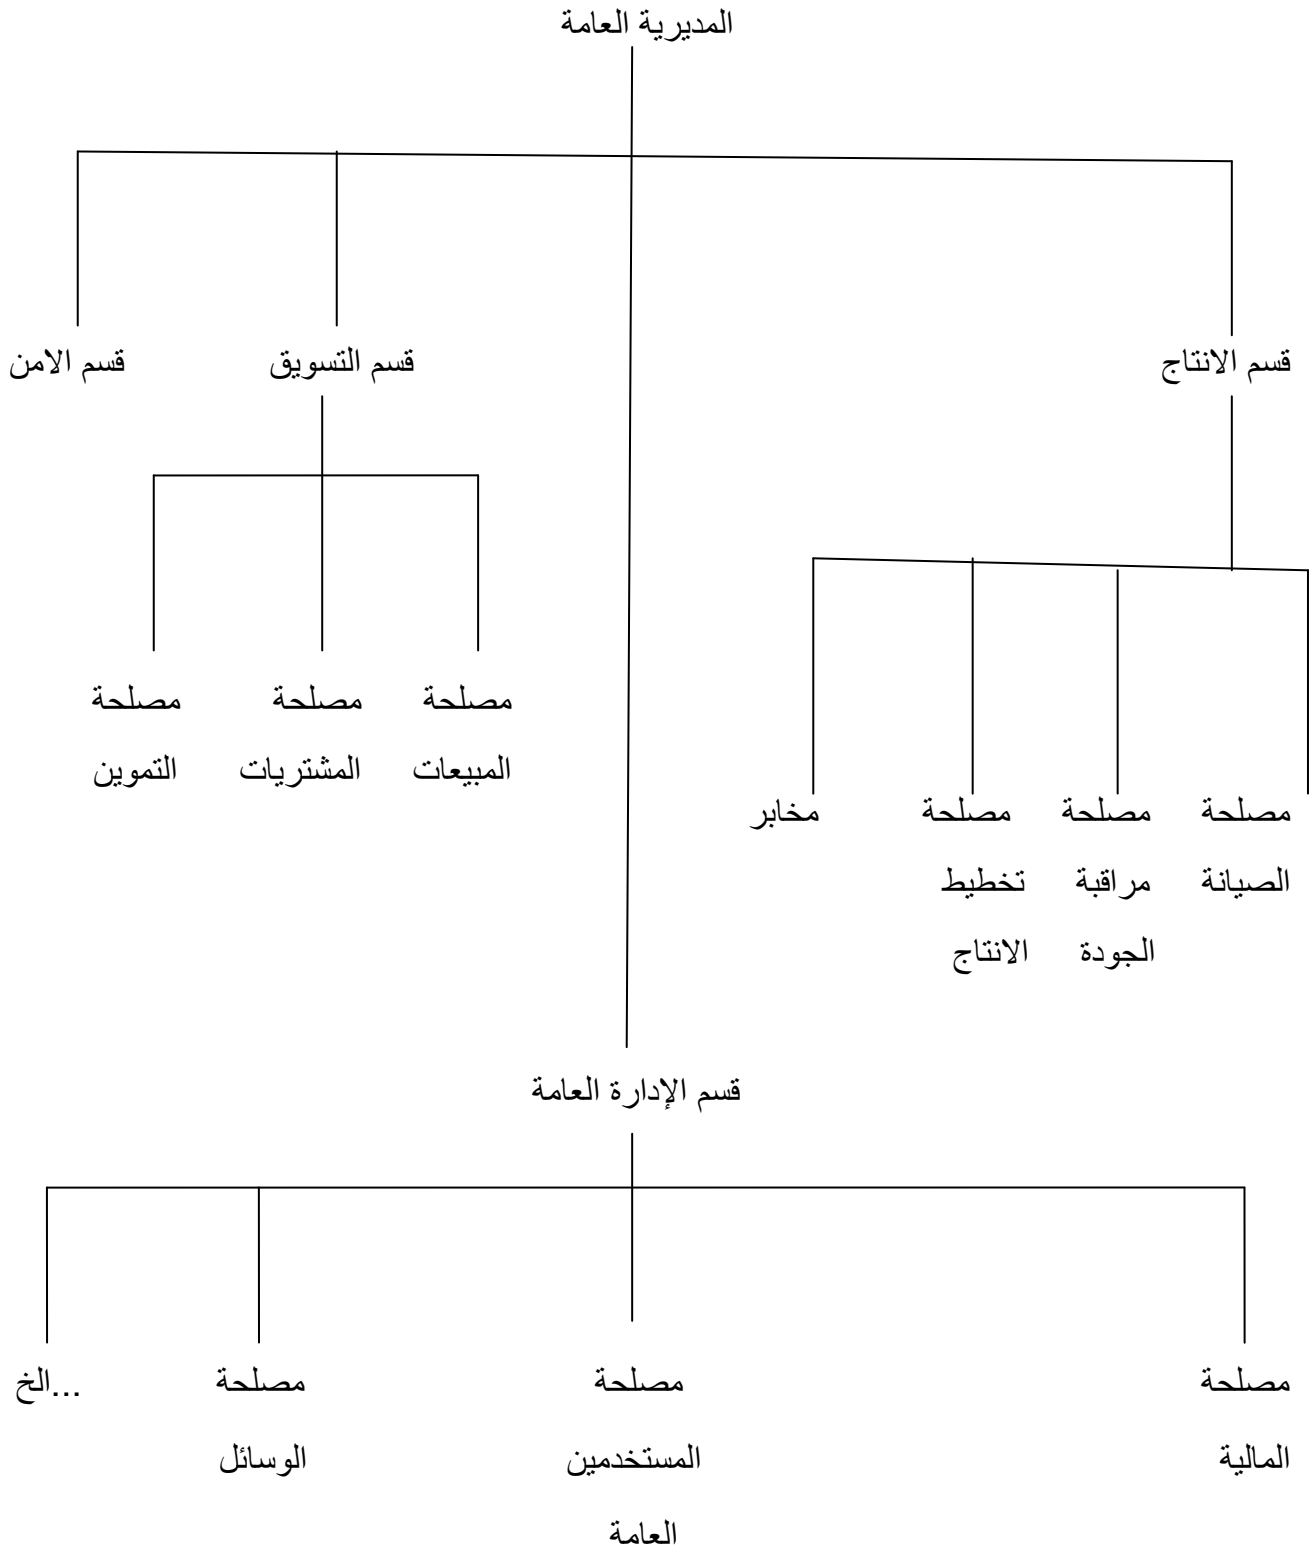 المديرية العامة
قسم الانتاج قسم التسويق قسم الامن
مصلحة مصلحة مصلحة
المبيعات المشتريات التموين
مصلحة مصلحة مصلحة مخابر
الصيانة مراقبة تخطيط
الجودة الانتاج
قسم الإدارة العامة
مصلحة مصلحة مصلحة ...الخ
المالية المستخدمين الوسائل
العامة